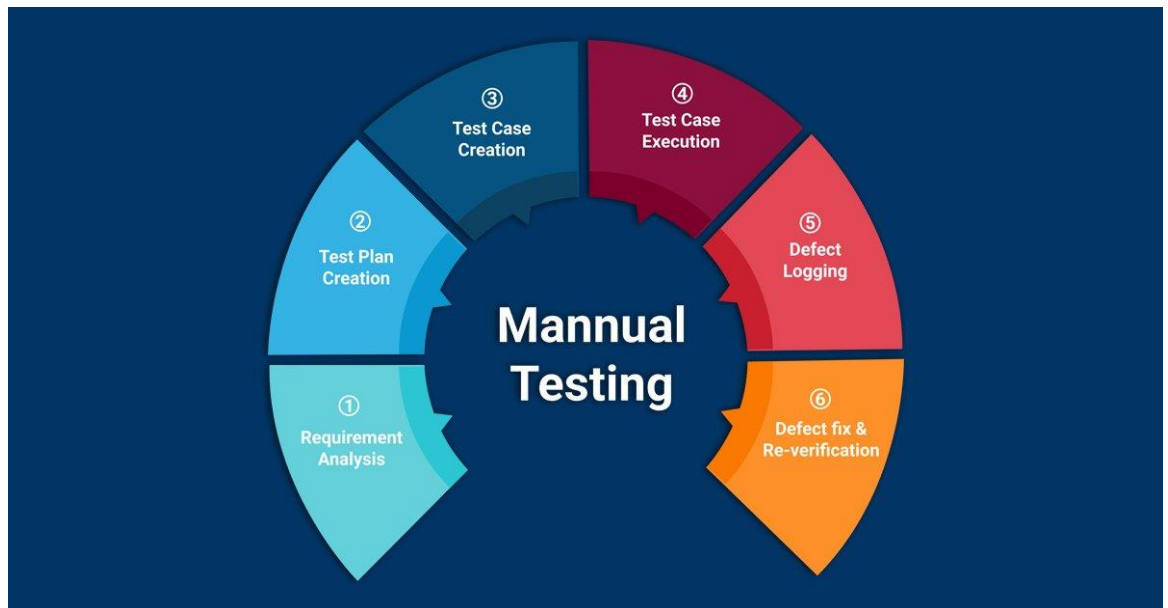 ①
Requirement
Analysis
②
Test Plan
Creation
③
Test Case
Creation
④
Test Case
Execution
⑤
Defect
Logging
⑥
Defect fix &
Re-verification
Mannual
Testing